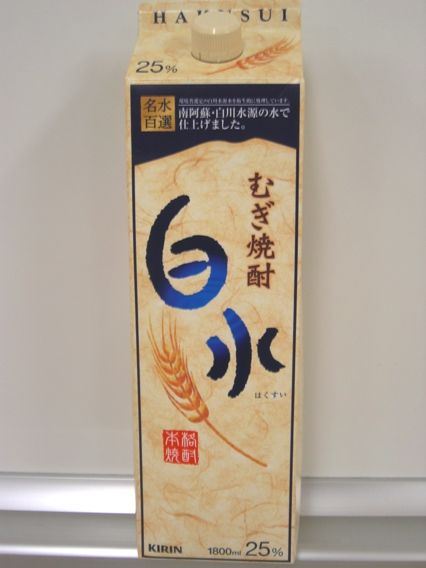 HAKUSUI
25%
名水
百選
南阿蘇・白川水源の水で
仕上げました。
むぎ焼酎
白水
はくすい
本格
焼酎
KIRIN
1800ml 25%